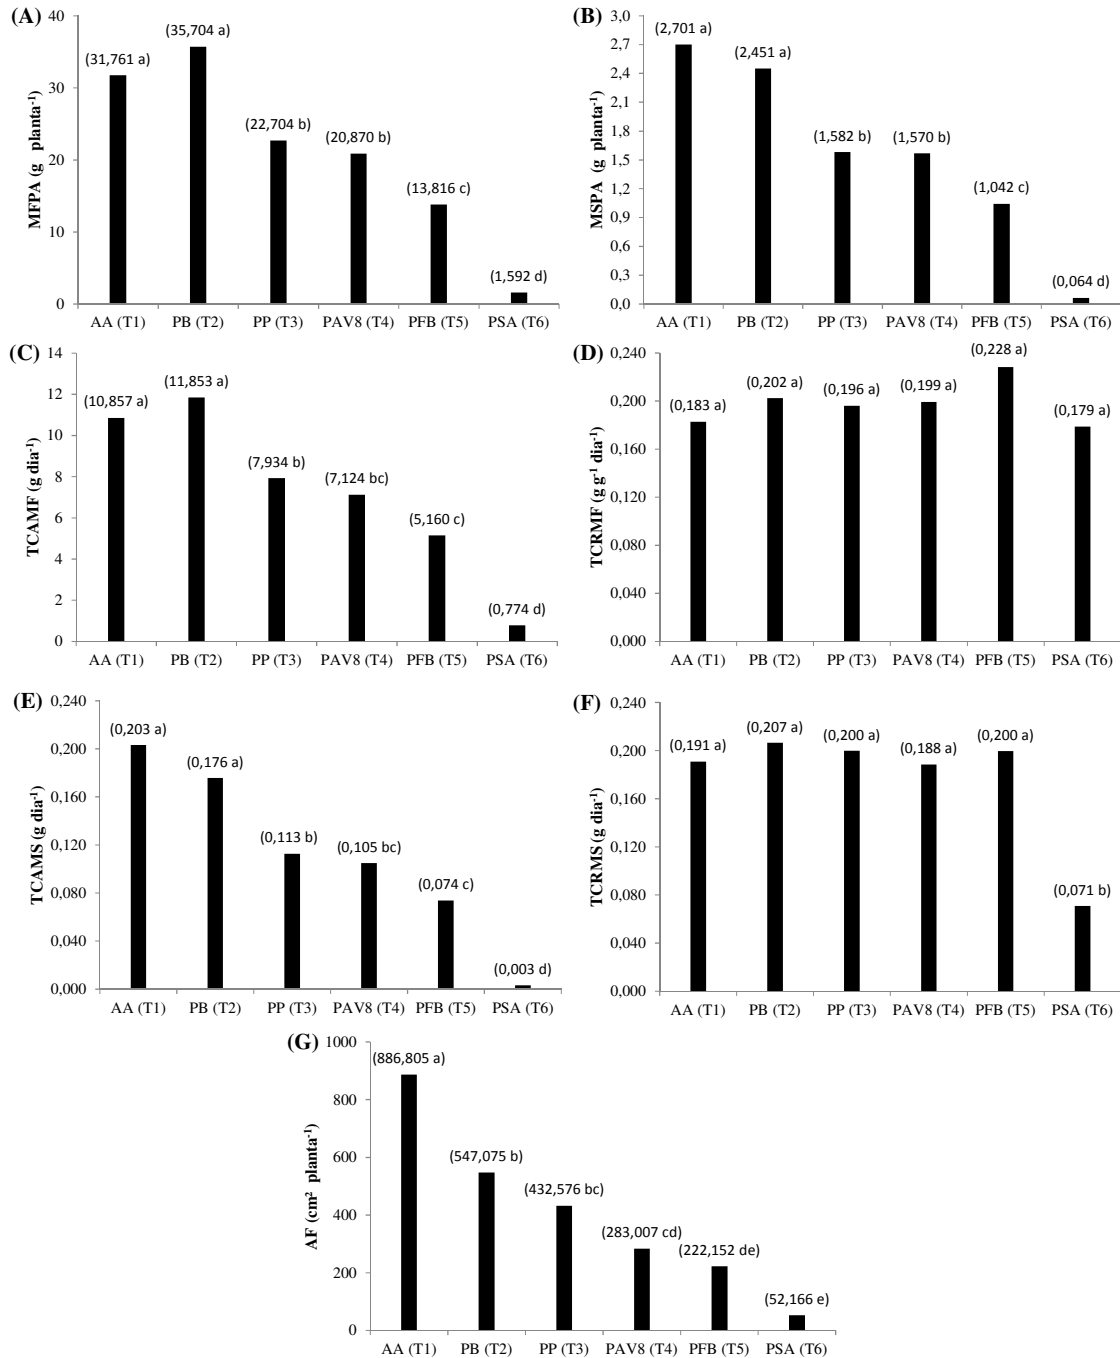 (A)
MFPA (g planta-1)
40
30
20
10
0
(31,761 a)
(35,704 a)
(22,704 b)
(20,870 b)
(13,816 c)
(1,592 d)
AA (T1) PB (T2) PP (T3) PAV8 (T4) PFB (T5) PSA (T6)
(B)
MSPA (g planta-1)
3,0
2,7
2,4
2,1
1,8
1,5
1,2
0,9
0,6
0,3
0,0
(2,701 a)
(2,451 a)
(1,582 b)
(1,570 b)
(1,042 c)
(0,064 d)
AA (T1) PB (T2) PP (T3) PAV8 (T4) PFB (T5) PSA (T6)
(C)
TCAMF (g dia-1)
14
12
10
8
6
4
2
0
(10,857 a)
(11,853 a)
(7,934 b)
(7,124 bc)
(5,160 c)
(0,774 d)
AA (T1) PB (T2) PP (T3) PAV8 (T4) PFB (T5) PSA (T6)
(D)
TCRMF (g g-1 dia-1)
0,240
0,200
0,160
0,120
0,080
0,040
0,000
(0,183 a)
(0,202 a)
(0,196 a)
(0,199 a)
(0,228 a)
(0,179 a)
AA (T1) PB (T2) PP (T3) PAV8 (T4) PFB (T5) PSA (T6)
(E)
TCAMS (g dia-1)
0,240
0,200
0,160
0,120
0,080
0,040
0,000
(0,203 a)
(0,176 a)
(0,113 b)
(0,105 bc)
(0,074 c)
(0,003 d)
AA (T1) PB (T2) PP (T3) PAV8 (T4) PFB (T5) PSA (T6)
(F)
TCRMS (g dia-1)
0,240
0,200
0,160
0,120
0,080
0,040
0,000
(0,191 a)
(0,207 a)
(0,200 a)
(0,188 a)
(0,200 a)
(0,071 b)
AA (T1) PB (T2) PP (T3) PAV8 (T4) PFB (T5) PSA (T6)
(G)
AF (cm² planta-1)
1000
800
600
400
200
0
(886,805 a)
(547,075 b)
(432,576 bc)
(283,007 cd)
(222,152 de)
(52,166 e)
AA (T1) PB (T2) PP (T3) PAV8 (T4) PFB (T5) PSA (T6)